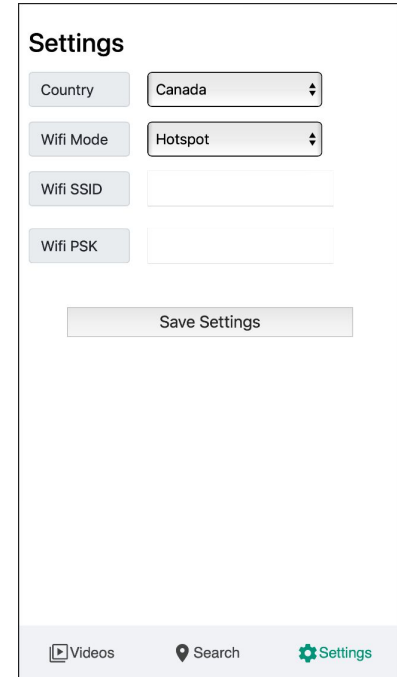 Settings
Country Canada
Wifi Mode Hotspot
Wifi SSID
Wifi PSK
Save Settings
Videos Search Settings